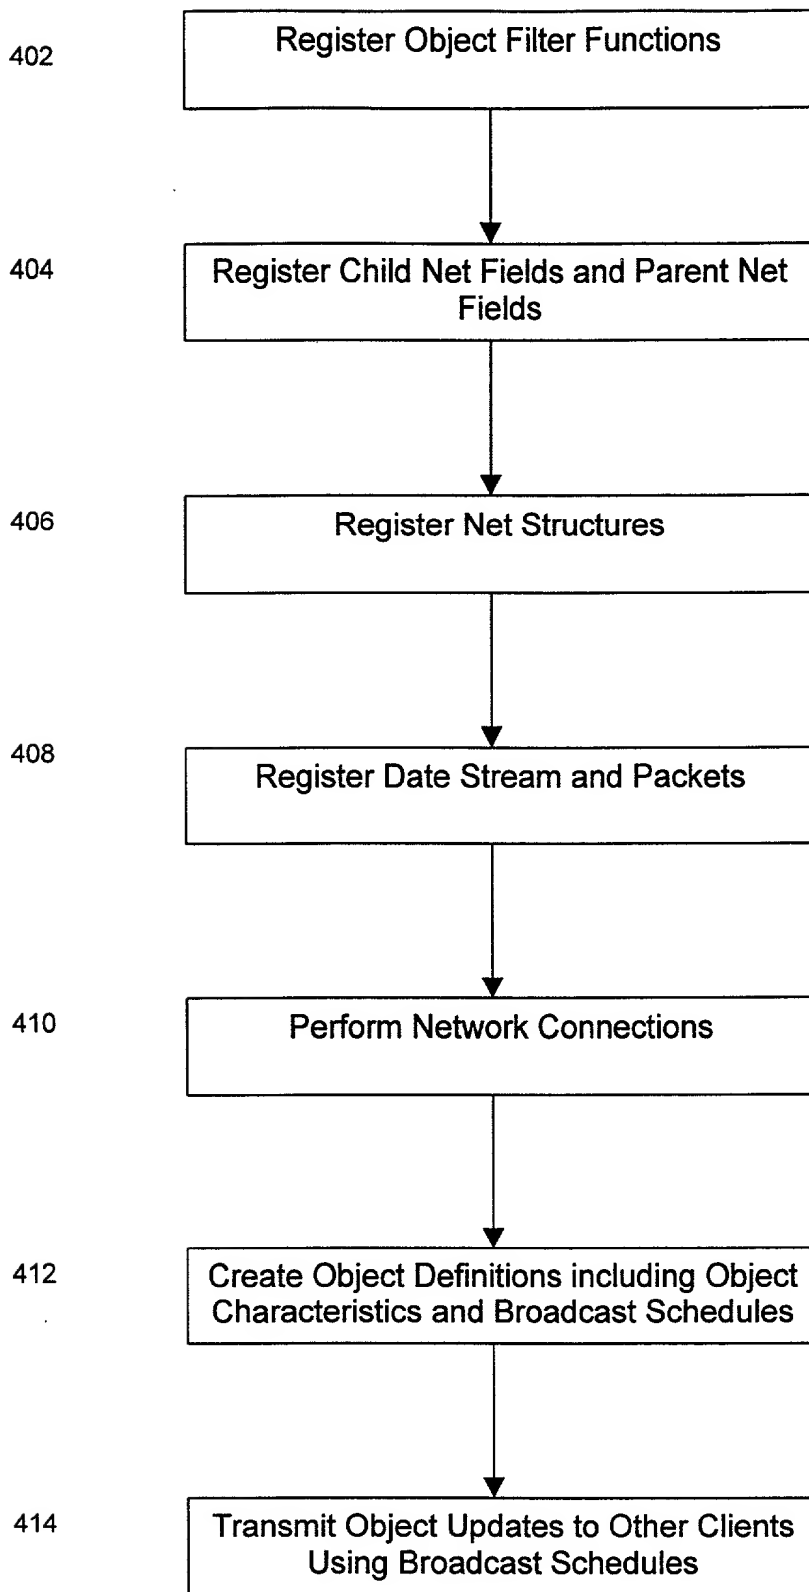 402
Register Object Filter Functions
404
Register Child Net Fields and Parent Net
Fields
406
Register Net Structures
408
Register Date Stream and Packets
410
Perform Network Connections
412
Create Object Definitions including Object
Characteristics and Broadcast Schedules
414
Transmit Object Updates to Other Clients
Using Broadcast Schedules